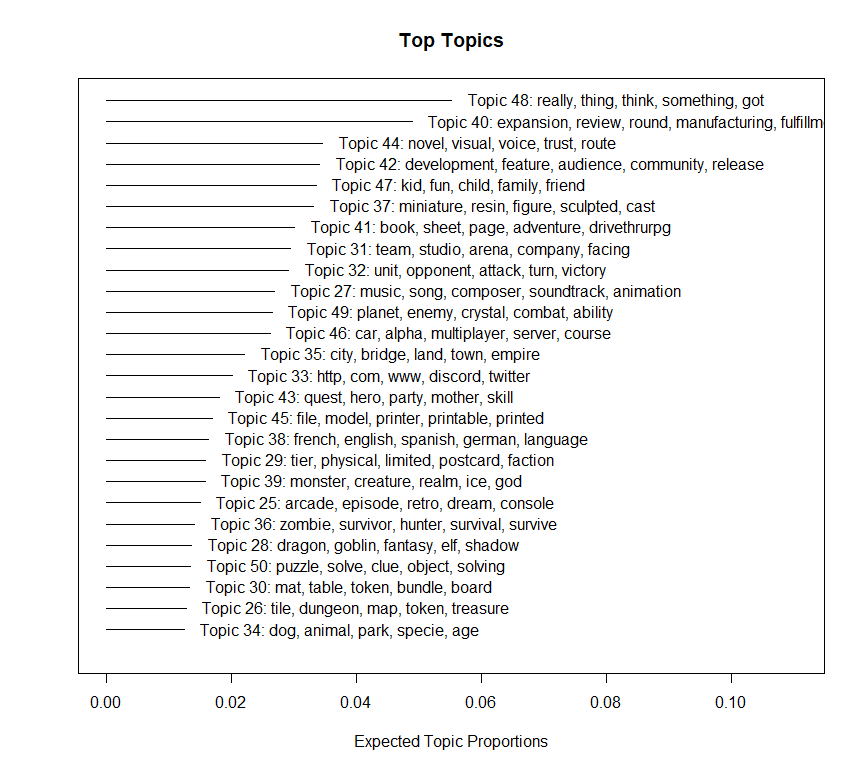 Top Topics
Topic 48: really, thing, think, something, got
Topic 40: expansion, review, round, manufacturing, fulfillm
Topic 44: novel, visual, voice, trust, route
Topic 42: development, feature, audience, community, release
Topic 47: kid, fun, child, family, friend
Topic 37: miniature, resin, figure, sculpted, cast
Topic 41: book, sheet, page, adventure, drivethrurpg
Topic 31: team, studio, arena, company, facing
Topic 32: unit, opponent, attack, turn, victory
Topic 27: music, song, composer, soundtrack, animation
Topic 49: planet, enemy, crystal, combat, ability
Topic 46: car, alpha, multiplayer, server, course
Topic 35: city, bridge, land, town, empire
Topic 33: http, com, www, discord, twitter
Topic 43: quest, hero, party, mother, skill
Topic 45: file, model, printer, printable, printed
Topic 38: french, english, spanish, german, language
Topic 29: tier, physical, limited, postcard, faction
Topic 39: monster, creature, realm, ice, god
Topic 25: arcade, episode, retro, dream, console
Topic 36: zombie, survivor, hunter, survival, survive
Topic 28: dragon, goblin, fantasy, elf, shadow
Topic 50: puzzle, solve, clue, object, solving
Topic 30: mat, table, token, bundle, board
Topic 26: tile, dungeon, map, token, treasure
Topic 34: dog, animal, park, specie, age
0.00 0.02 0.04 0.06 0.08 0.10
Expected Topic Proportions